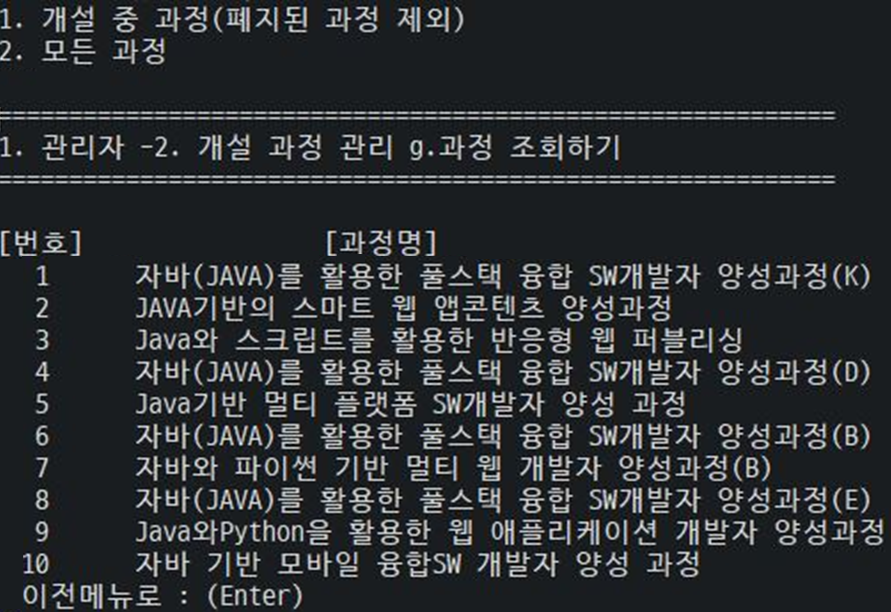 1. 개설 중 과정(폐지된 과정 제외)
2. 모든 과정
============================================================
1. 관리자 -2. 개설 과정 관리 g.과정 조회하기
============================================================
[번호] [과정명]
1 자바(JAVA)를 활용한 풀스택 융합 SW개발자 양성과정(K)
2 JAVA기반의 스마트 웹 앱콘텐츠 양성과정
3 Java와 스크립트를 활용한 반응형 웹 퍼블리싱
4 자바(JAVA)를 활용한 풀스택 융합 SW개발자 양성과정(D)
5 Java기반 멀티 플랫폼 SW개발자 양성 과정
6 자바(JAVA)를 활용한 풀스택 융합 SW개발자 양성과정(B)
7 자바와 파이썬 기반 멀티 웹 개발자 양성과정(B)
8 자바(JAVA)를 활용한 풀스택 융합 SW개발자 양성과정(E)
9 Java와Python을 활용한 웹 애플리케이션 개발자 양성과정
10 자바 기반 모바일 융합SW 개발자 양성 과정
이전메뉴로 : (Enter)